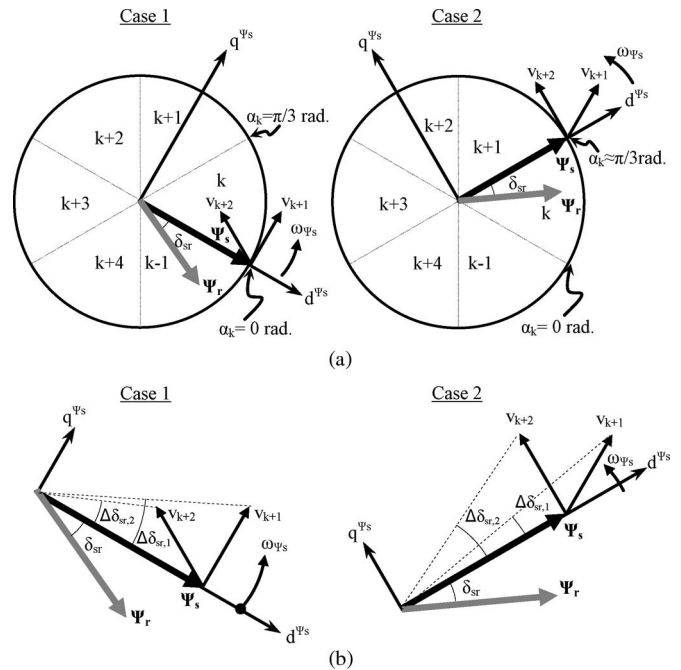 Case 1
Case 2
q^Ψs
q^Ψs
ω_Ψs
v_k+2
v_k+1
d^Ψs
k+1
α_k=π/3 rad.
k+2
k+2
k+1
Ψ_s
α_k≈π/3rad.
k
δ_sr
k+3
v_k+2
v_k+1
k+3
k
Ψ_r
Ψ_s
ω_Ψs
δ_sr
k+4
k-1
k+4
k-1
Ψ_r
d^Ψs
α_k= 0 rad.
α_k= 0 rad.
(a)
Case 1
Case 2
v_k+2
v_k+1
q^Ψs
ω_Ψs
d^Ψs
v_k+2
v_k+1
Δδ_sr,2
Δδ_sr,1
Δδ_sr,2
Δδ_sr,1
Ψ_s
δ_sr
ω_Ψs
q^Ψs
δ_sr
Ψ_s
Ψ_r
Ψ_r
d^Ψs
(b)